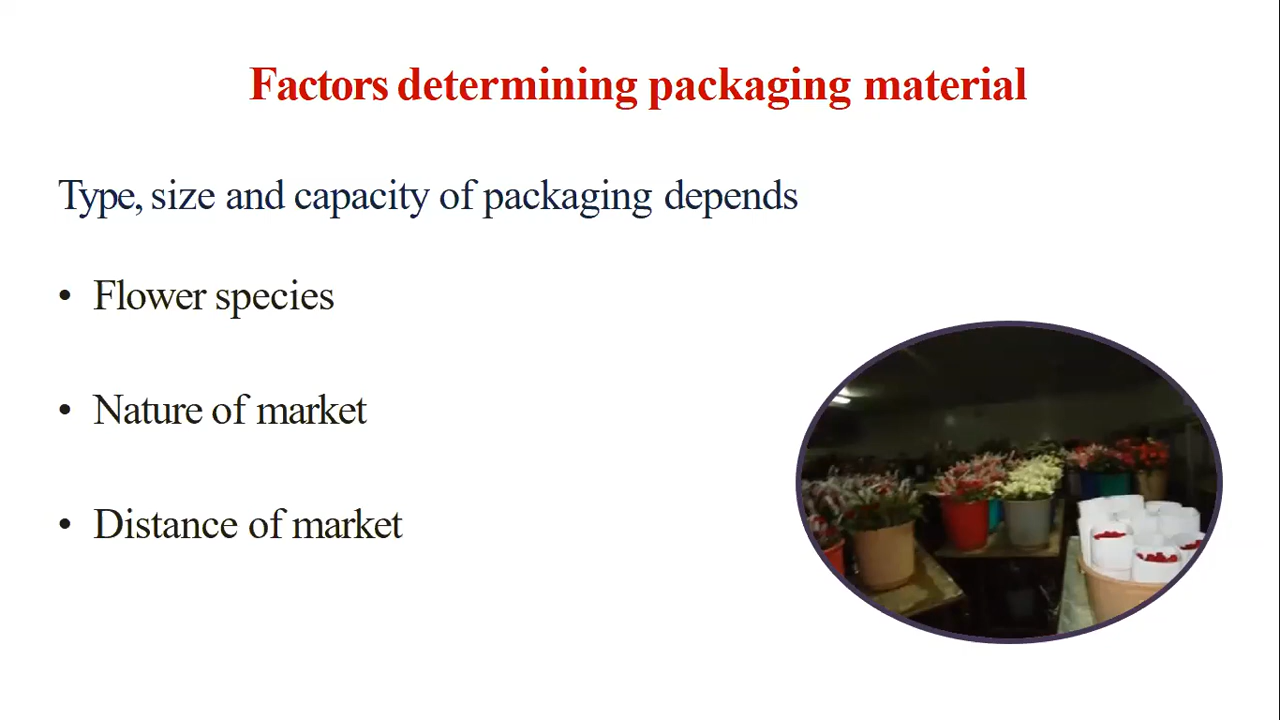 Factors determining packaging material
Type, size and capacity of packaging depends
• Flower species
• Nature of market
• Distance of market